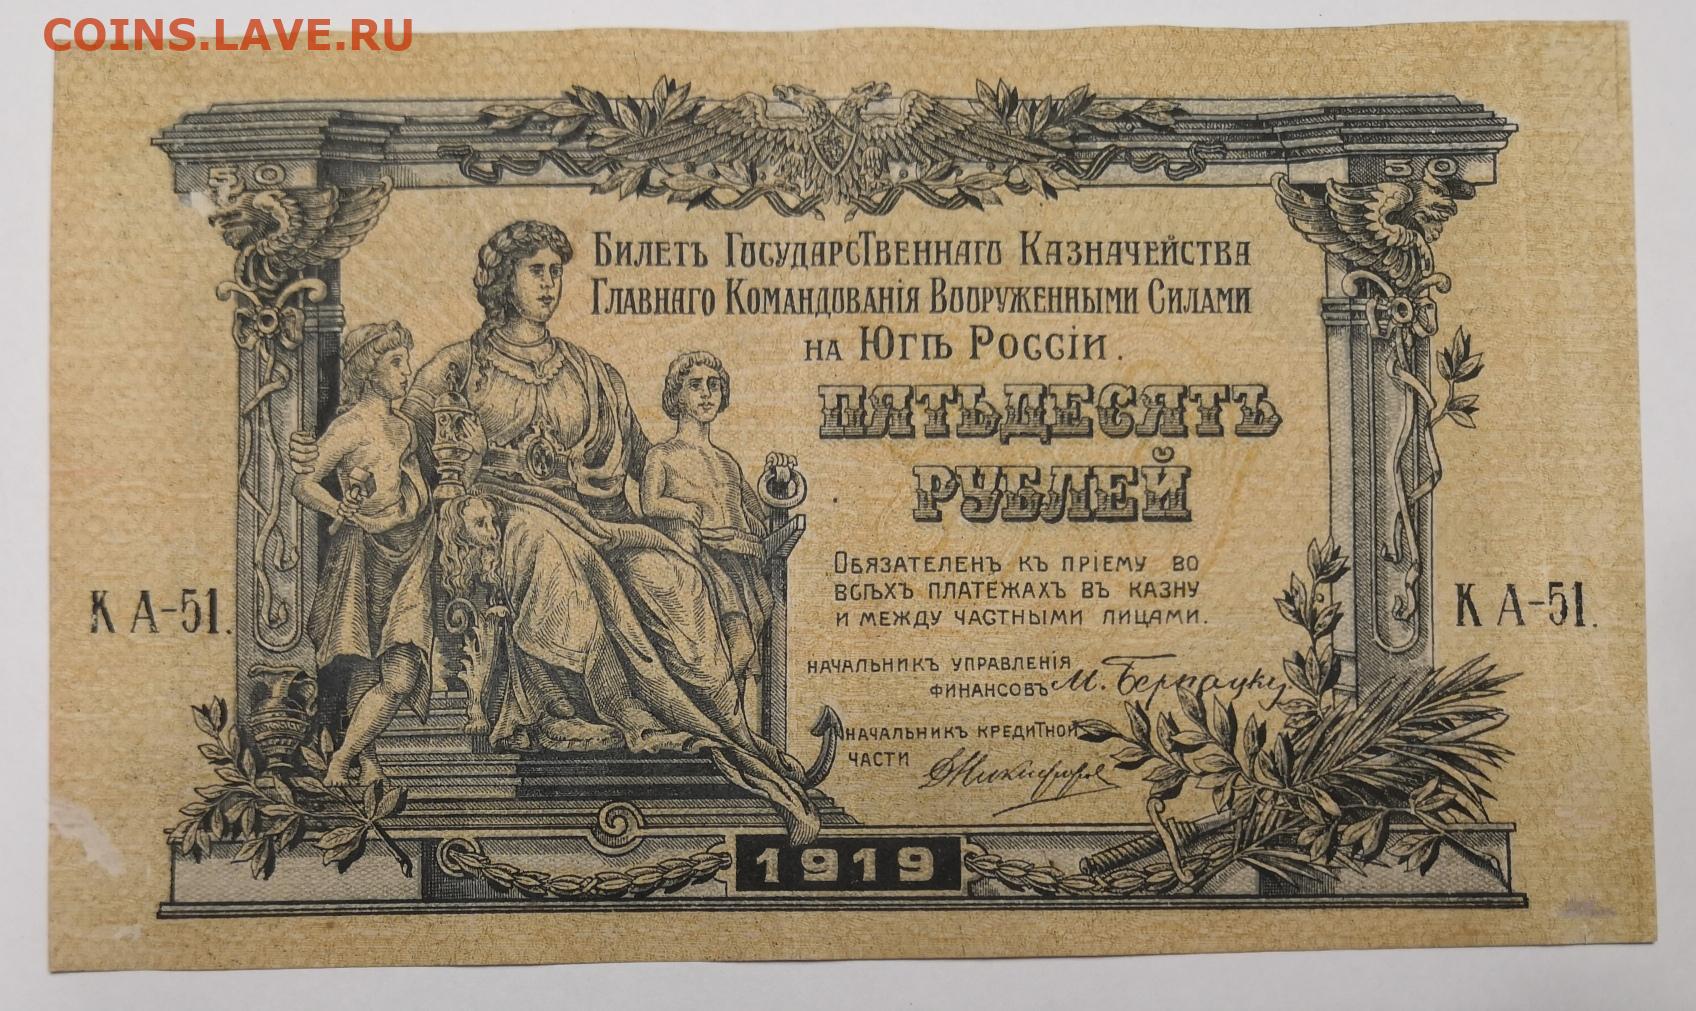 COINS.LAVE.RU
50 50
Билетъ Государственнаго Казначейства
Главнаго Командованія Вооруженными Силами
на Югѣ Россіи.
ПЯТЬДЕСЯТЪ
РУБЛЕЙ
Обязателенъ къ пріему во
всѣхъ платежахъ въ казну
и между частными лицами.
КА-51. КА-51.
Начальникъ Управленія
Финансовъ М. Бернацкій
Начальникъ Кредитной
Части
1919